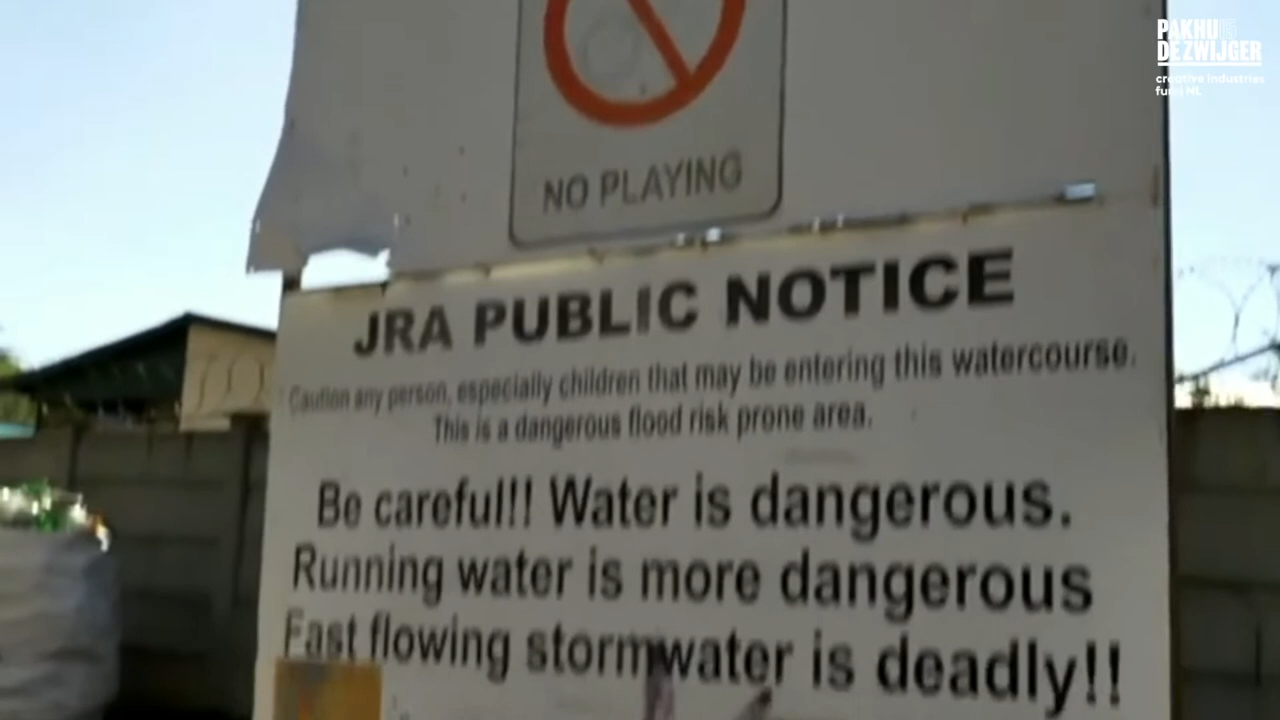 PAKHUIS
DE ZWIJGER
creative industries
fund NL
NO PLAYING
JRA PUBLIC NOTICE
Caution any person, especially children that may be entering this watercourse.
This is a dangerous flood risk prone area.
Be careful!! Water is dangerous.
Running water is more dangerous
Fast flowing stormwater is deadly!!